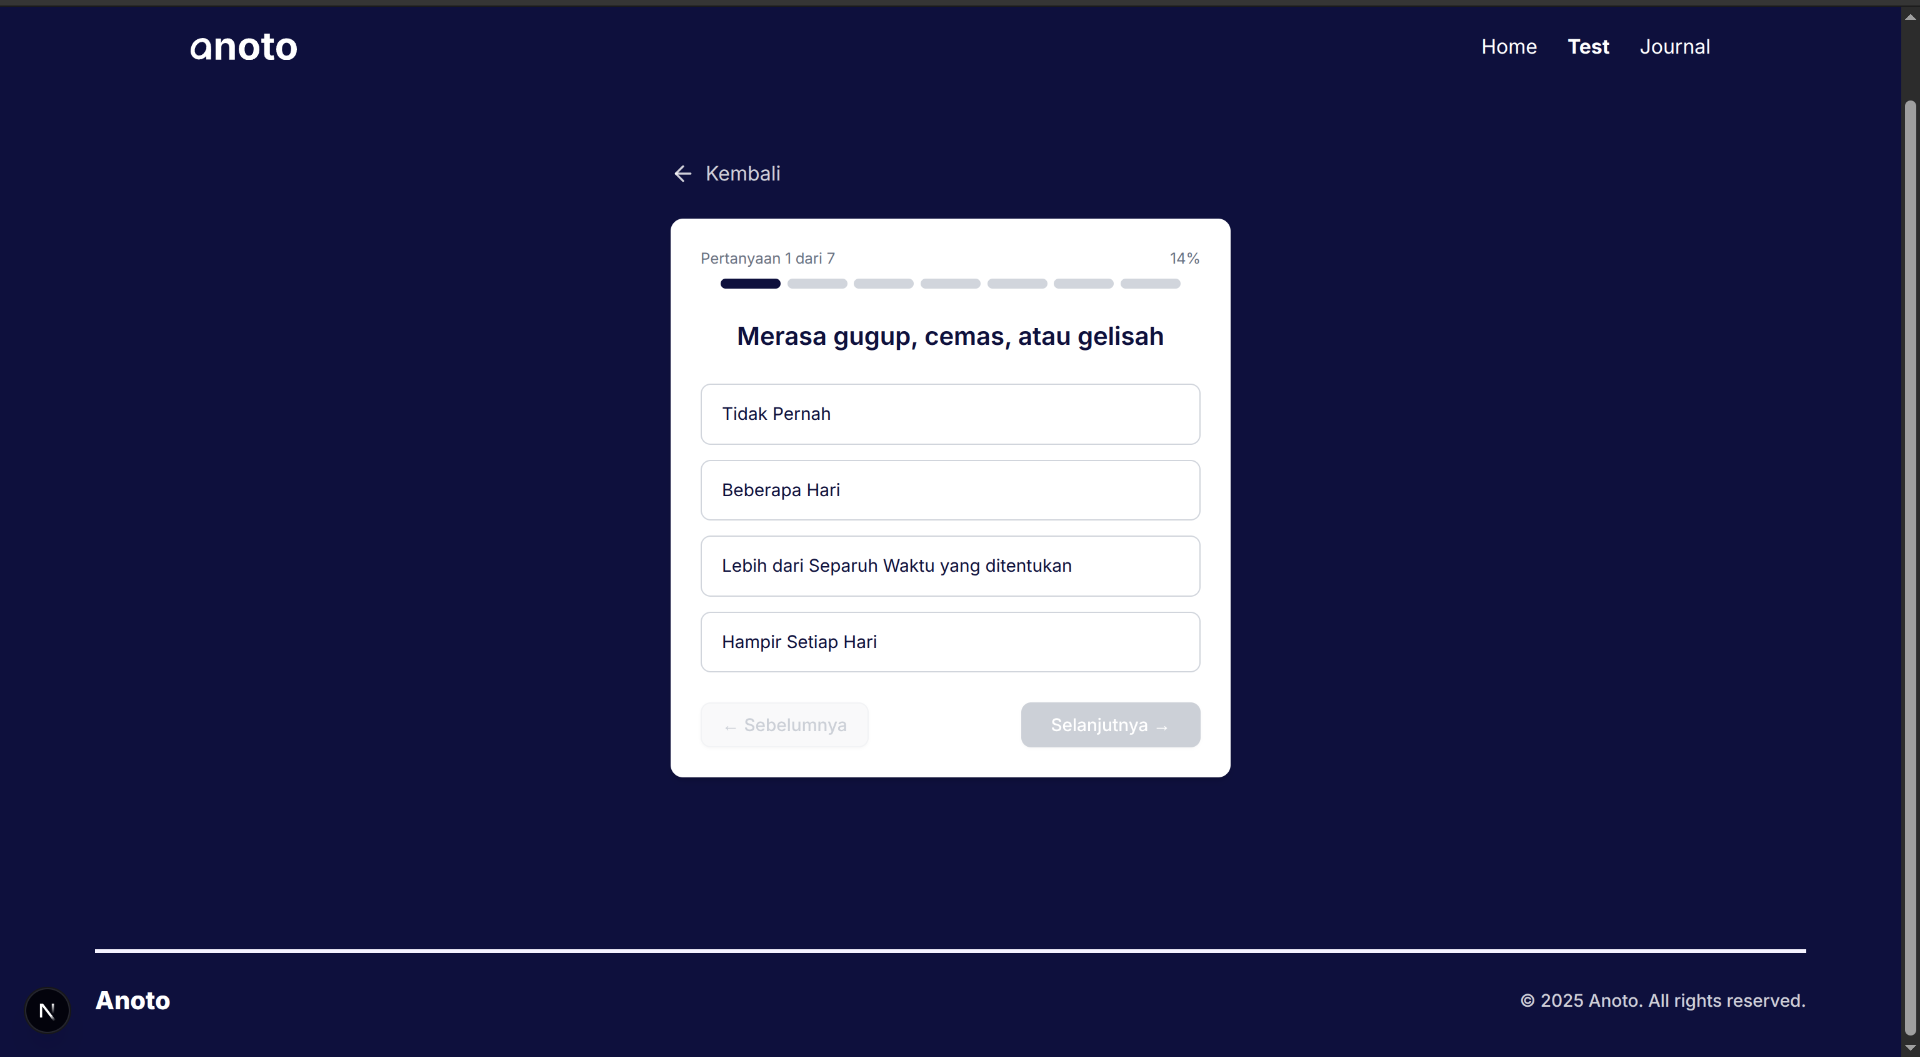 anoto
Home Test Journal
← Kembali
Pertanyaan 1 dari 7 14%
Merasa gugup, cemas, atau gelisah
Tidak Pernah
Beberapa Hari
Lebih dari Separuh Waktu yang ditentukan
Hampir Setiap Hari
← Sebelumnya Selanjutnya →
N Anoto © 2025 Anoto. All rights reserved.